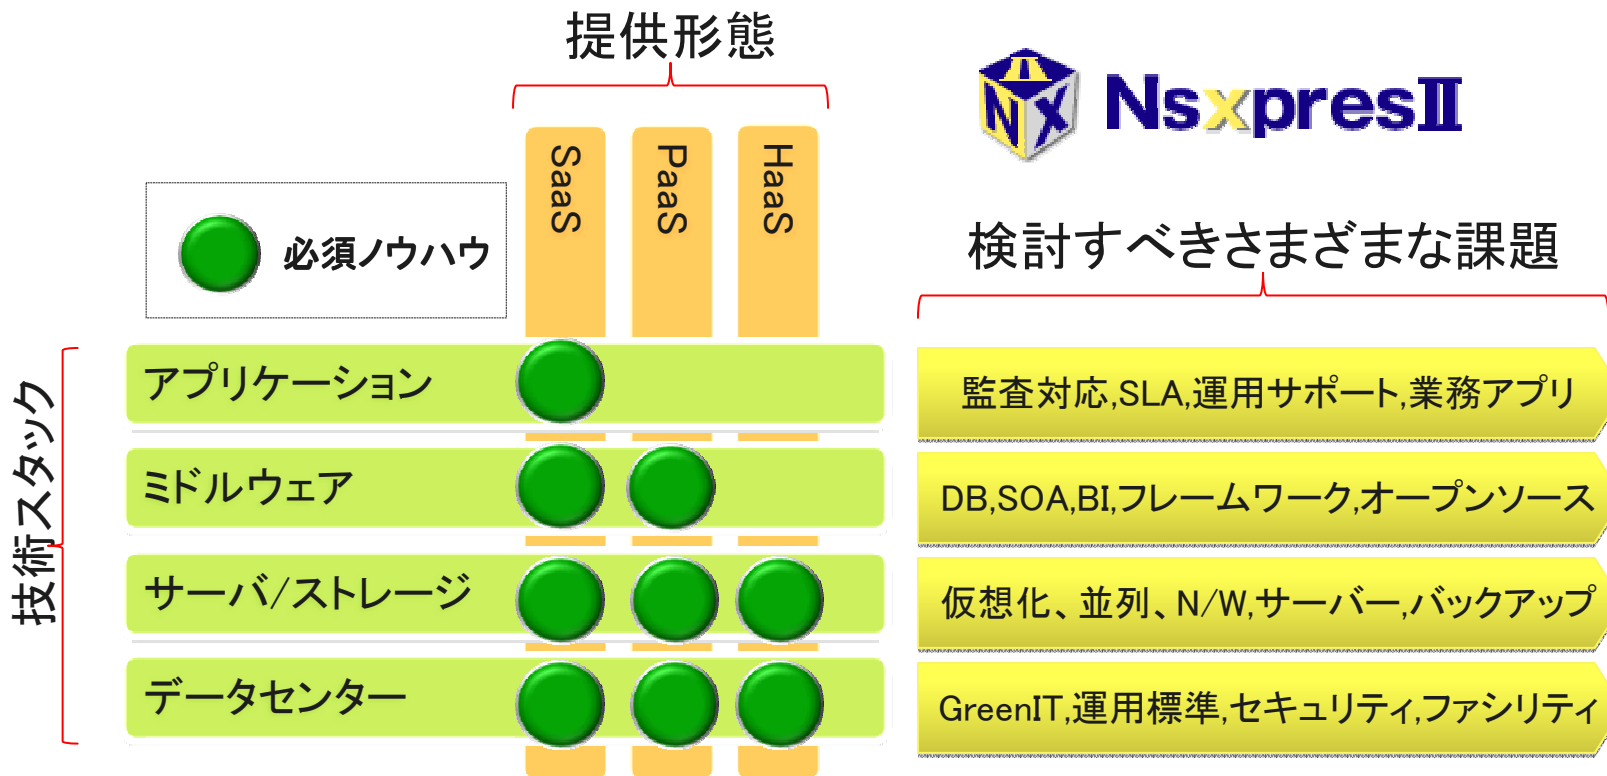 提供形態
NX
NsxpresⅡ
SaaS
PaaS
HaaS
必須ノウハウ
検討すべきさまざまな課題
技術スタック
アプリケーション
監査対応,SLA,運用サポート,業務アプリ
ミドルウェア
DB,SOA,BI,フレームワーク,オープンソース
サーバ/ストレージ
仮想化、並列、N/W,サーバー,バックアップ
データセンター
GreenIT,運用標準,セキュリティ,ファシリティ